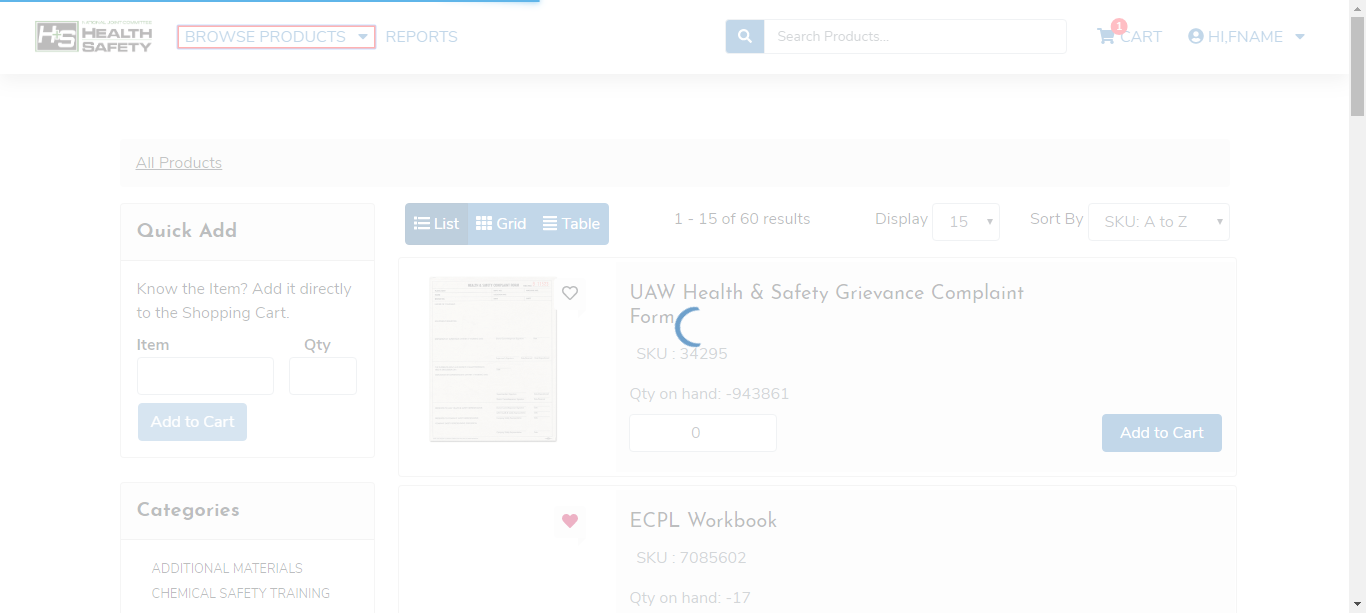 HEALTH
H&S SAFETY
BROWSE PRODUCTS
REPORTS
Search Products...
1
CART
HI,FNAME
All Products
Quick Add
Know the Item? Add it directly
to the Shopping Cart.
Item Qty
Add to Cart
Categories
ADDITIONAL MATERIALS
CHEMICAL SAFETY TRAINING
List Grid Table
1 - 15 of 60 results
Display 15
Sort By SKU: A to Z
UAW Health & Safety Grievance Complaint
Form
SKU : 34295
Qty on hand: -943861
0
Add to Cart
ECPL Workbook
SKU : 7085602
Qty on hand: -17